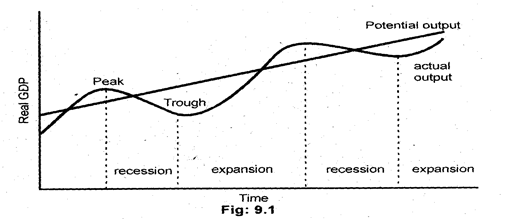 Potential output
Peak
actual
output
Trough
Real GDP
recession
expansion
recession
expansion
Time
Fig: 9.1